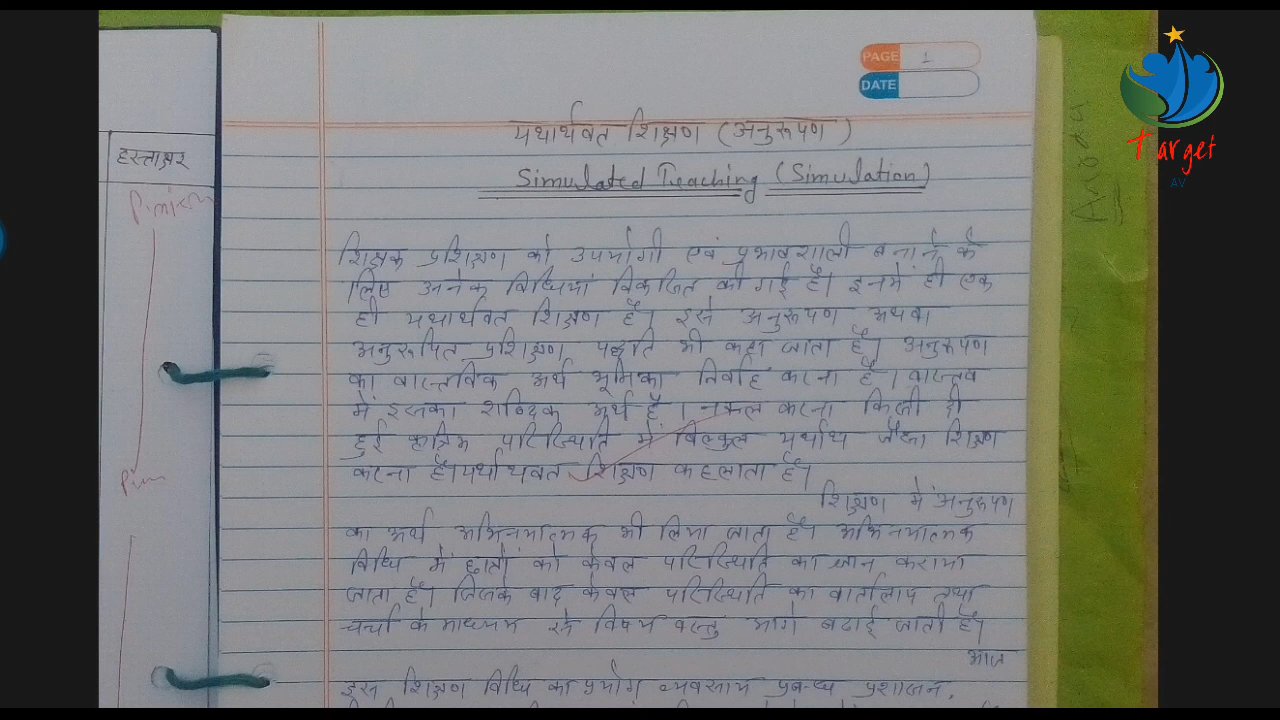 PAGE 1
DATE
Target
AV
हस्ताक्षर
यथार्थवत शिक्षण (अनुरूपण)
Simulated Teaching (Simulation)
शिक्षक प्रशिक्षण को उपयोगी एवं प्रभावशाली बनाने के
लिए अनेक विधियां विकसित की गई है। इनमें ही एक
ही यथार्थवत शिक्षण है। इसे अनुरूपण अथवा
अनुरूपित प्रशिक्षण पद्धति भी कहा जाता है। अनुरूपण
का वास्तविक अर्थ भूमिका निर्वाह करना है। वास्तव
में इसका शाब्दिक अर्थ है। नकल करना किसी दी
हुई कृत्रिम परिस्थिति में बिल्कुल यर्थाथ जैसा शिक्षण
करना है। यर्थाथवत शिक्षण कहलाता है।
शिक्षण में अनुरूपण
का अर्थ अभिनयात्मक भी लिया जाता है। अभिनयात्मक
विधि में छात्रों को केवल परिस्थिति का ज्ञान कराया
जाता है। जिसके बाद केवल परिस्थिति का वार्तालाप तथा
चर्चा के माध्यम से विषय वस्तु आगे बढाई जाती है।
आज
इस शिक्षण विधि का प्रयोग व्यवसाय प्रबन्ध प्रशासन,